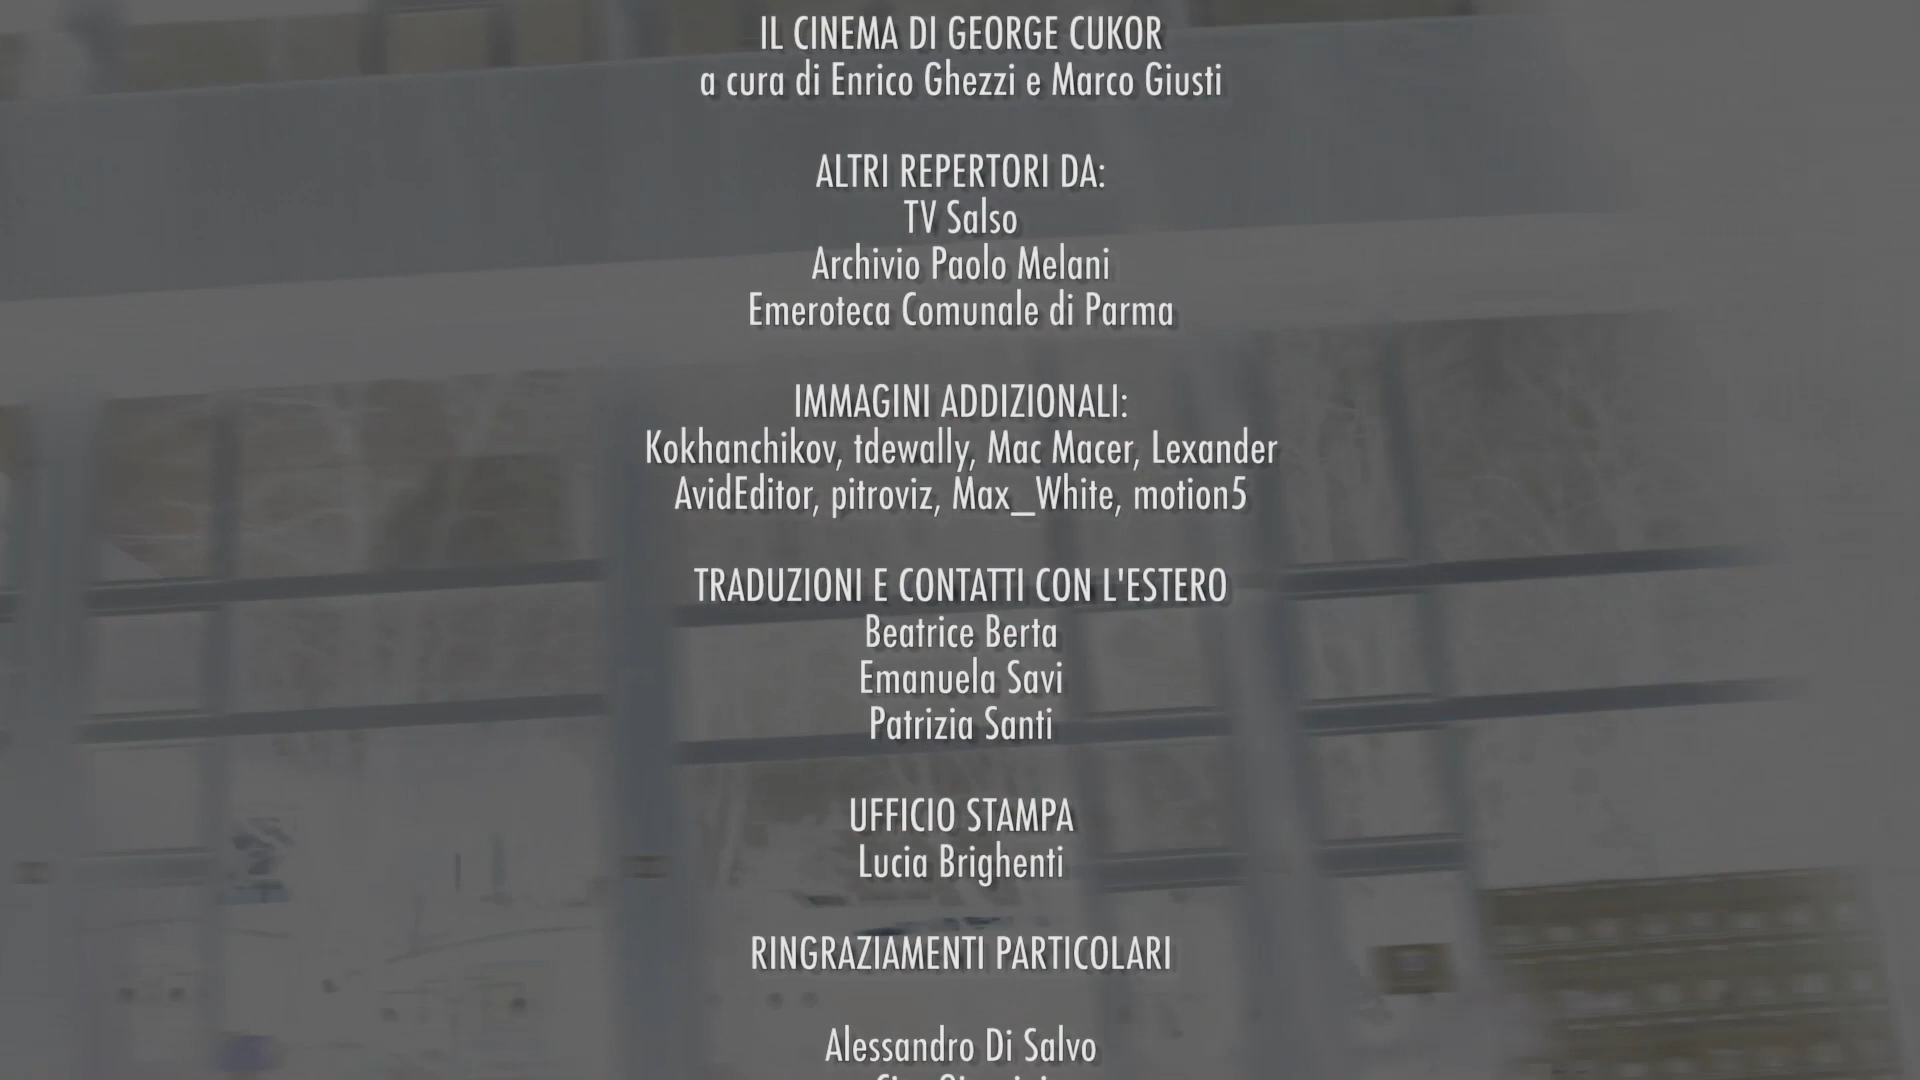 IL CINEMA DI GEORGE CUKOR
a cura di Enrico Ghezzi e Marco Giusti
ALTRI REPERTORI DA:
TV Salso
Archivio Paolo Melani
Emeroteca Comunale di Parma
IMMAGINI ADDIZIONALI:
Kokhanchikov, tdewally, Mac Macer, Lexander
AvidEditor, pitroviz, Max_White, motion5
TRADUZIONI E CONTATTI CON L'ESTERO
Beatrice Berta
Emanuela Savi
Patrizia Santi
UFFICIO STAMPA
Lucia Brighenti
RINGRAZIAMENTI PARTICOLARI
Alessandro Di Salvo